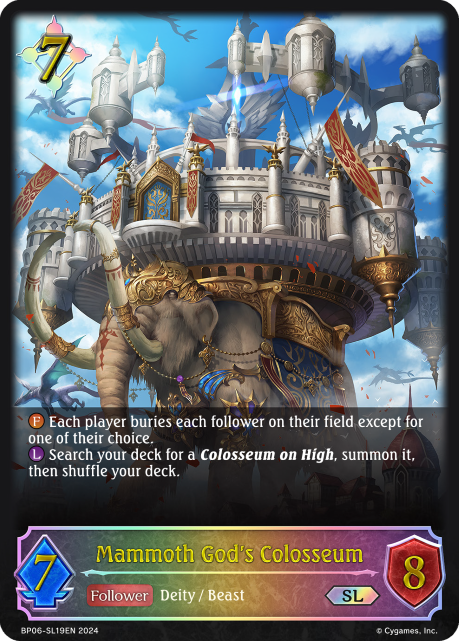 7
F Each player buries each follower on their field except for
one of their choice.
L Search your deck for a Colosseum on High, summon it,
then shuffle your deck.
Mammoth God's Colosseum
7
Follower Deity / Beast
SL
8
BP06-SL19EN 2024
© Cygames, Inc.